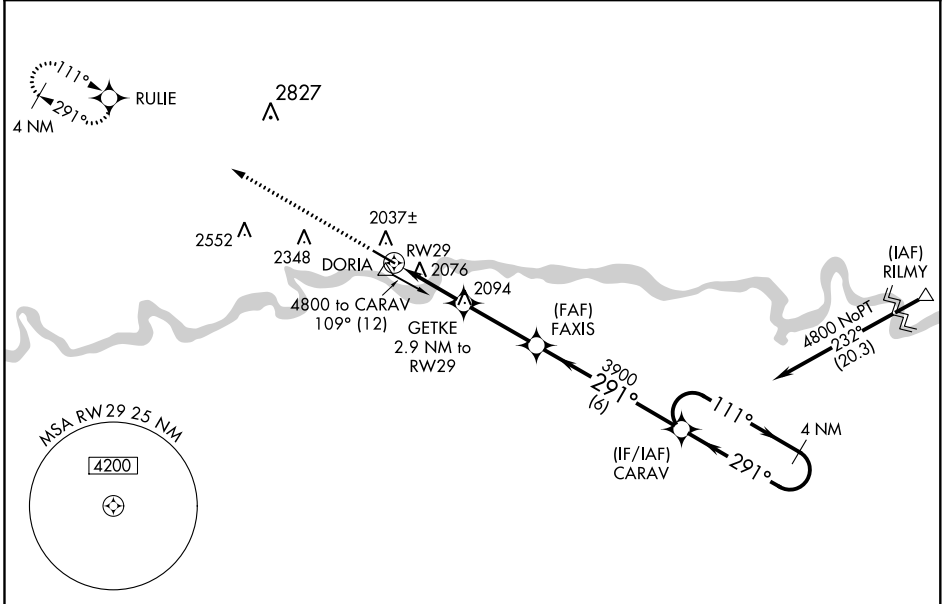 111°
291°
4 NM
RULIE
2827
2552
2348
2037±
DORIA
RW29
2076
2094
4800 to CARAV
109° (12)
GETKE
2.9 NM to
RW29
(FAF)
FAXIS
(IAF)
RILMY
4800 NoPT
232°
(20.3)
3900
291°
(6)
111°
4 NM
291°
(IF/IAF)
CARAV
MSA RW29 25 NM
4200